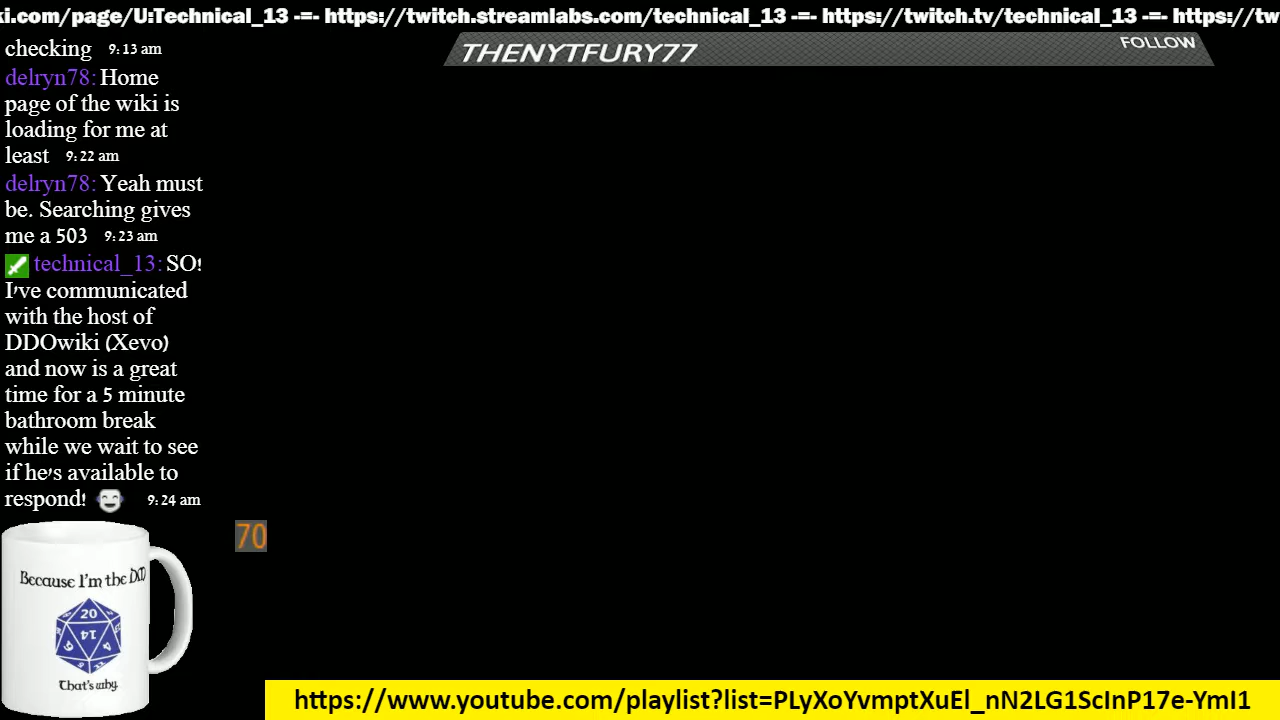 ki.com/page/U:Technical_13 -=- https://twitch.streamlabs.com/technical_13 -=- https://twitch.tv/technical_13 -=- https://tw
checking 9:13 am
delryn78: Home
page of the wiki is
loading for me at
least 9:22 am
delryn78: Yeah must
be. Searching gives
me a 503 9:23 am
technical_13: SO!
I've communicated
with the host of
DDOwiki (Xevo)
and now is a great
time for a 5 minute
bathroom break
while we wait to see
if he's available to
respond! 9:24 am
THENYTFURY77
FOLLOW
70
Because I'm the DM
20
14
That's why.
https://www.youtube.com/playlist?list=PLyXoYvmptXuEl_nN2LG1ScInP17e-YmI1